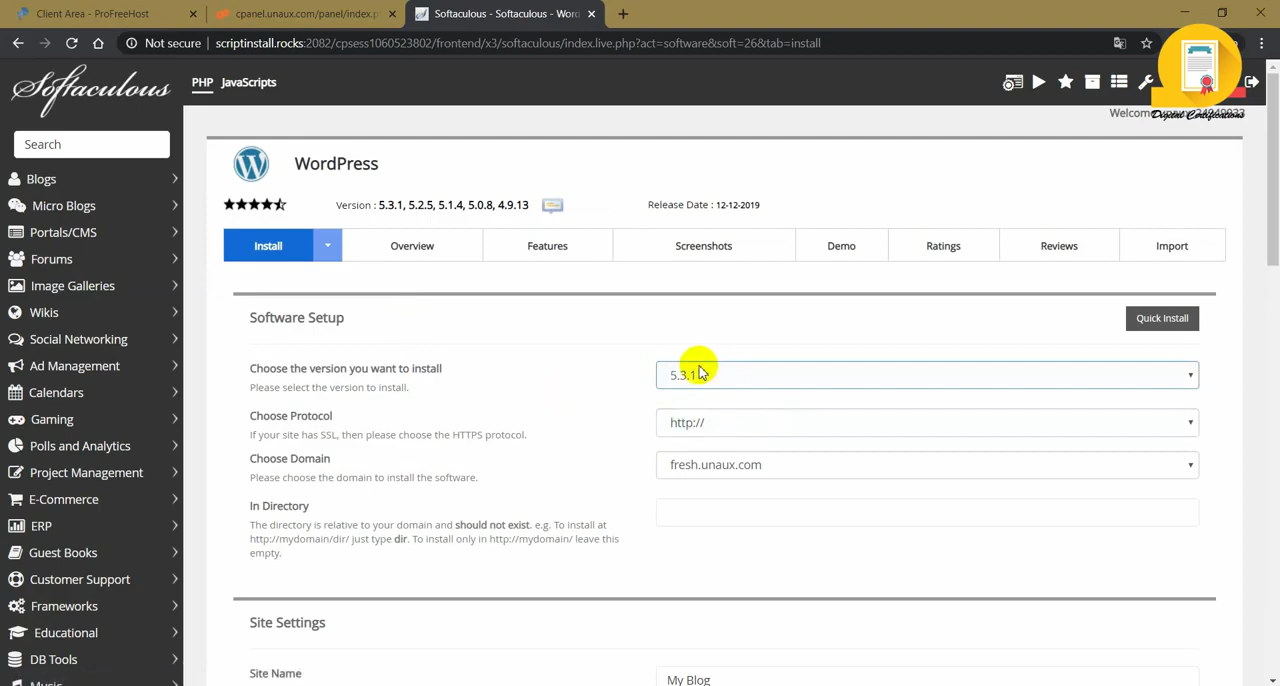 Client Area - ProFreeHost
cpanel.unaux.com/panel/index.p
Softaculous - Softaculous - Wor
Not secure
scriptinstall.rocks:2082/cpsess1060523802/frontend/x3/softaculous/index.live.php?act=software&soft=26&tab=install
Softaculous
PHP
JavaScripts
Welcome
Digital Certifications
Search
Blogs
Micro Blogs
Portals/CMS
Forums
Image Galleries
Wikis
Social Networking
Ad Management
Calendars
Gaming
Polls and Analytics
Project Management
E-Commerce
ERP
Guest Books
Customer Support
Frameworks
Educational
DB Tools
Music
WordPress
Version : 5.3.1, 5.2.5, 5.1.4, 5.0.8, 4.9.13
Release Date : 12-12-2019
Install
Overview
Features
Screenshots
Demo
Ratings
Reviews
Import
Software Setup
Quick Install
Choose the version you want to install
Please select the version to install.
5.3.1
Choose Protocol
If your site has SSL, then please choose the HTTPS protocol.
http://
Choose Domain
Please choose the domain to install the software.
fresh.unaux.com
In Directory
The directory is relative to your domain and should not exist. e.g. To install at
http://mydomain/dir/ just type dir. To install only in http://mydomain/ leave this
empty.
Site Settings
Site Name
My Blog